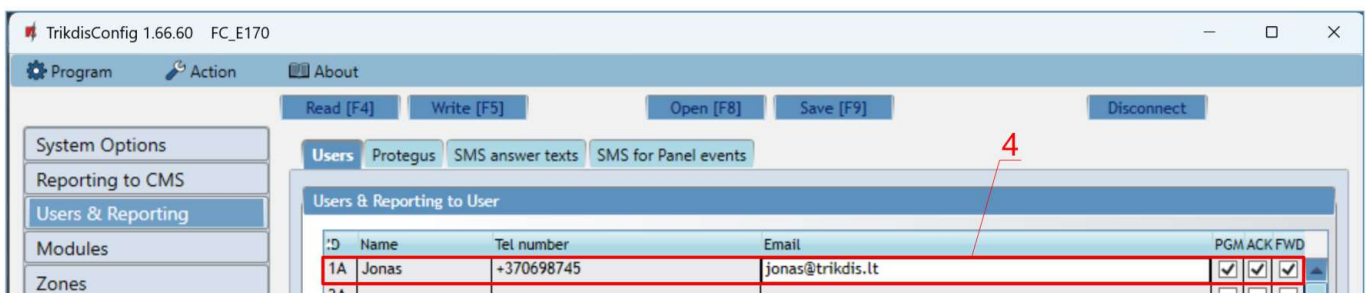 TrikdisConfig 1.66.60 FC_E170
Program Action About
Read [F4] Write [F5] Open [F8] Save [F9] Disconnect
System Options
Reporting to CMS
Users & Reporting
Modules
Zones
Users Protegus SMS answer texts SMS for Panel events
4
Users & Reporting to User
ID Name Tel number Email PGM ACK FWD
1A Jonas +370698745 jonas@trikdis.lt